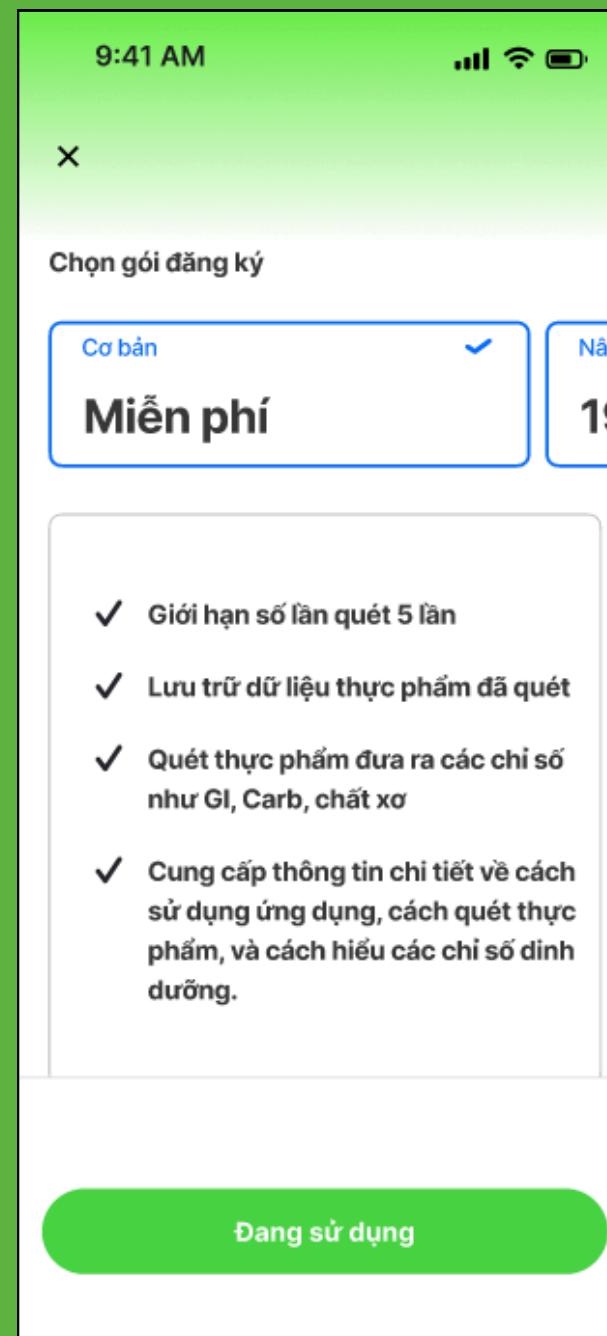 9:41 AM
Chọn gói đăng ký
Cơ bản
Miễn phí
Giới hạn số lần quét 5 lần
Lưu trữ dữ liệu thực phẩm đã quét
Quét thực phẩm đưa ra các chỉ số
như GI, Carb, chất xơ
Cung cấp thông tin chi tiết về cách
sử dụng ứng dụng, cách quét thực
phẩm, và cách hiểu các chỉ số dinh
dưỡng.
Đang sử dụng